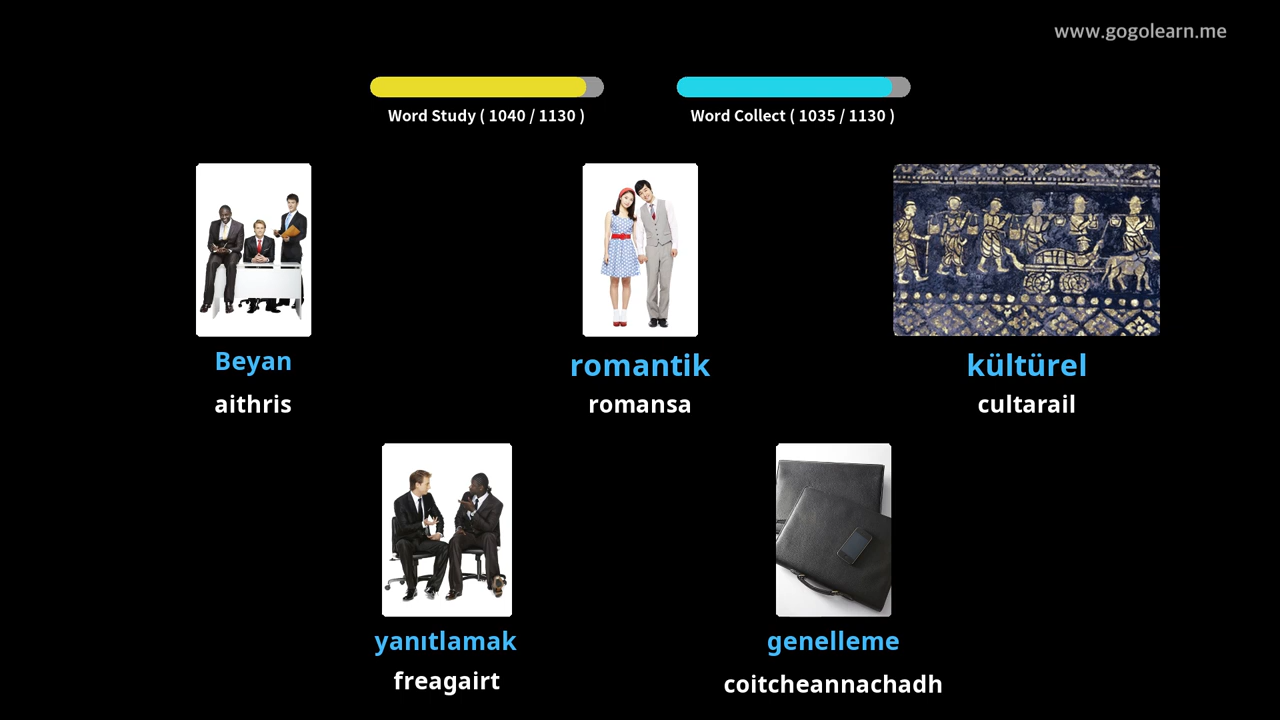 www.gogolearn.me
Word Study ( 1040 / 1130 )
Word Collect ( 1035 / 1130 )
Beyan
aithris
romantik
romansa
kültürel
cultarail
yanıtlamak
freagairt
genelleme
coitcheannachadh